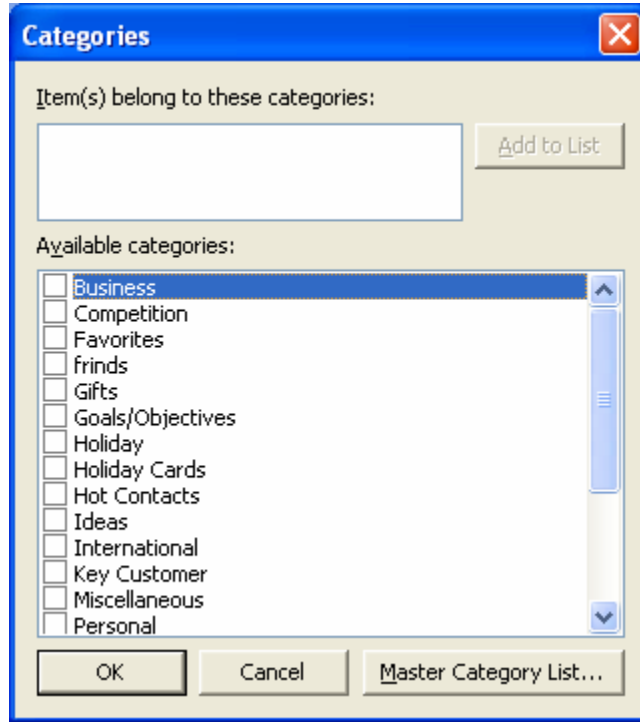 Categories
Item(s) belong to these categories:
Add to List
Available categories:
Business
Competition
Favorites
frinds
Gifts
Goals/Objectives
Holiday
Holiday Cards
Hot Contacts
Ideas
International
Key Customer
Miscellaneous
Personal
OK Cancel Master Category List...